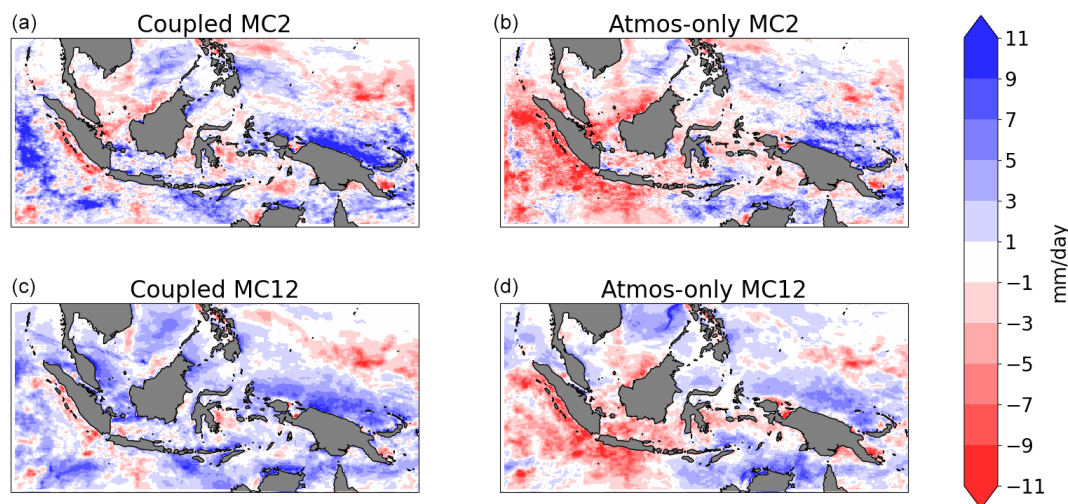 (a) Coupled MC2
(b) Atmos-only MC2
(c) Coupled MC12
(d) Atmos-only MC12
11
9
7
5
3
1
−1
−3
−5
−7
−9
−11
mm/day